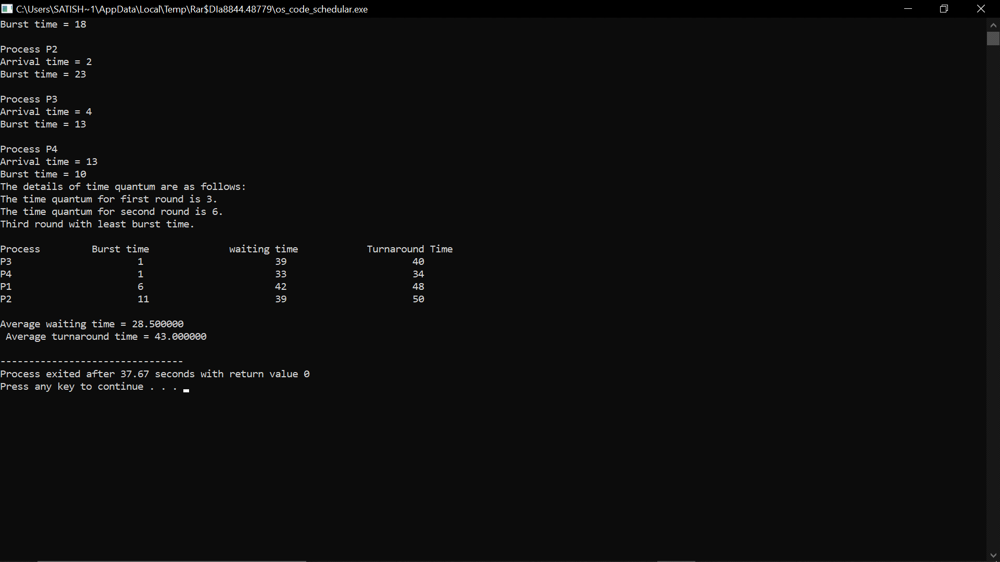 C:\Users\SATISH~1\AppData\Local\Temp\Rar$DIa8844.48779\os_code_schedular.exe
Burst time = 18
Process P2
Arrival time = 2
Burst time = 23
Process P3
Arrival time = 4
Burst time = 13
Process P4
Arrival time = 13
Burst time = 10
The details of time quantum are as follows:
The time quantum for first round is 3.
The time quantum for second round is 6.
Third round with least burst time.
Process Burst time waiting time Turnaround Time
P3 1 39 40
P4 1 33 34
P1 6 42 48
P2 11 39 50
Average waiting time = 28.500000
Average turnaround time = 43.000000
--------------------------------
Process exited after 37.67 seconds with return value 0
Press any key to continue . . .